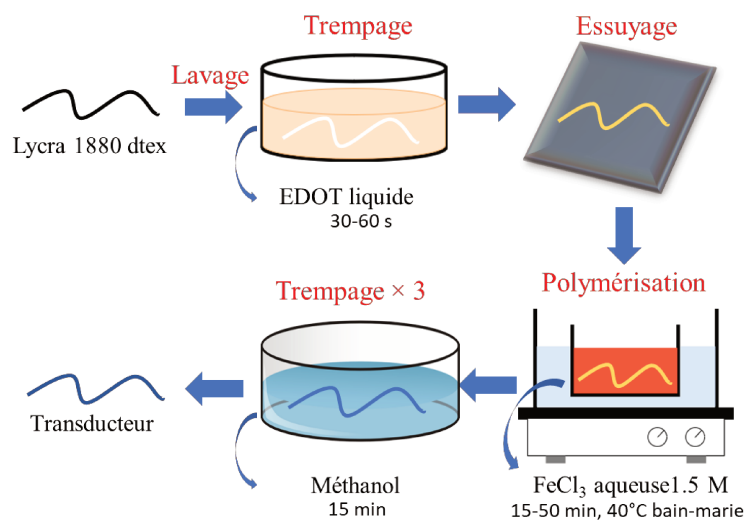 Trempage
Essuyage
Lavage
Lycra 1880 dtex
EDOT liquide
30-60 s
Polymérisation
Trempage × 3
Transducteur
Méthanol
15 min
FeCl₃ aqueuse1.5 M
15-50 min, 40°C bain-marie